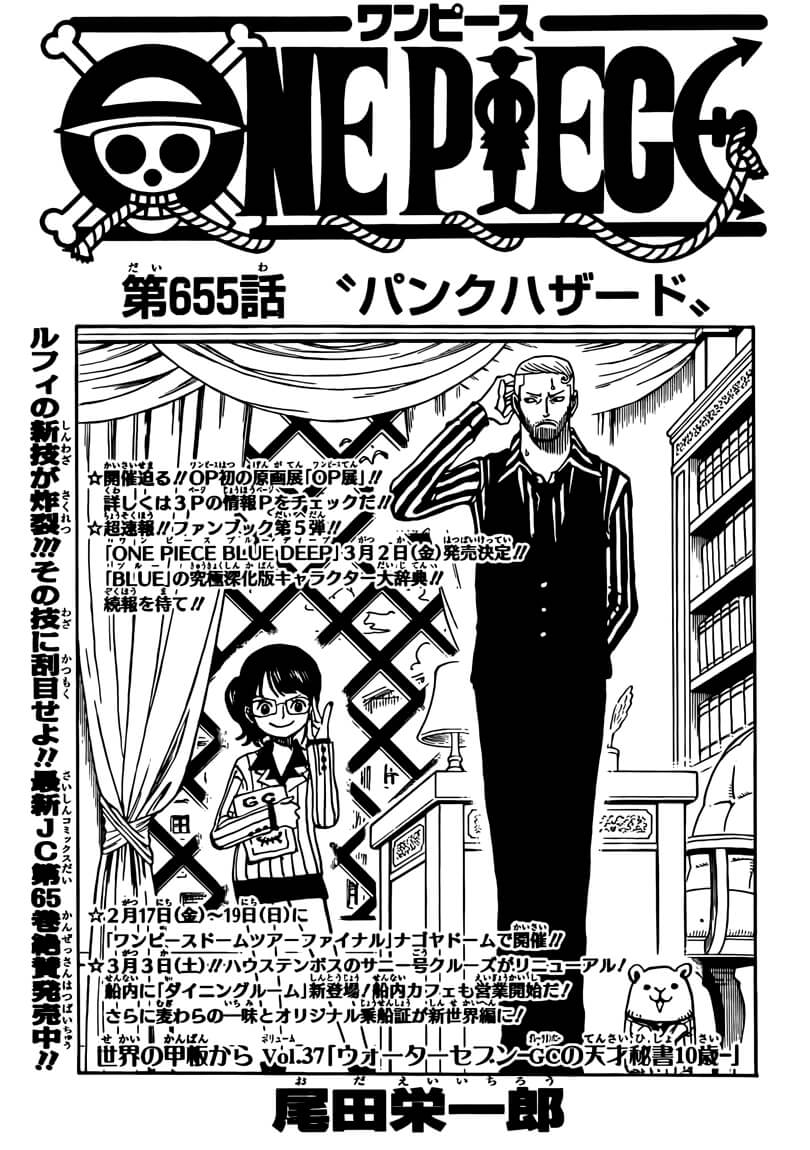 ワンピース
ONE PIECE
第655話 〝パンクハザード〟
ルフィの新技が炸裂!!!その技に刮目せよ!!最新JC第65巻絶賛発売中!!
☆開催迫る!!OP初の原画展「OP展」!!
詳しくは3Pの情報Pをチェックだ!!
☆超速報!!ファンブック第5弾!!
「ONE PIECE BLUE DEEP」3月2日(金)発売決定!!
「BLUE」の究極深化版キャラクター大辞典!!
続報を待て!!
GC
☆2月17日(金)～19日(日)に
「ワンピースドームツアーファイナル」ナゴヤドームで開催!!
☆3月3日(土)!!ハウステンボスのサニー号クルーズがリニューアル!
船内に「ダイニングルーム」新登場!船内カフェも営業開始だ!
さらに麦わらの一味とオリジナル乗船証が新世界編に!
世界の甲板から Vol.37「ウォーターセブン-GCの天才秘書10歳-」
尾田栄一郎